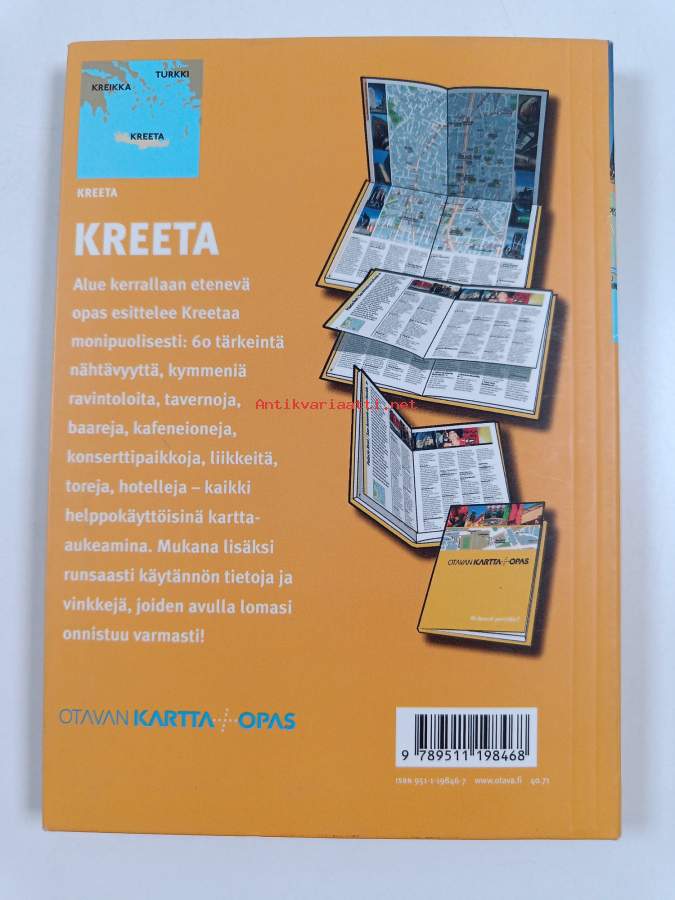 TURKKI
KREIKKA
KREETA
KREETA
KREETA
Alue kerrallaan etenevä
opas esittelee Kreetaa
monipuolisesti: 60 tärkeintä
nähtävyyttä, kymmeniä
ravintoloita, tavernoja,
baareja, kafeneioneja,
konserttipaikkoja, liikkeitä,
toreja, hotelleja – kaikki
helppokäyttöisinä kartta-
aukeamina. Mukana lisäksi
runsaasti käytännön tietoja ja
vinkkejä, joiden avulla lomasi
onnistuu varmasti!
Antikvariaatti.net
OTAVAN KARTTA+OPAS
OTAVAN KARTTA+OPAS
9 789511 198468
ISBN 951-1-19846-7 www.otava.fi 40.71